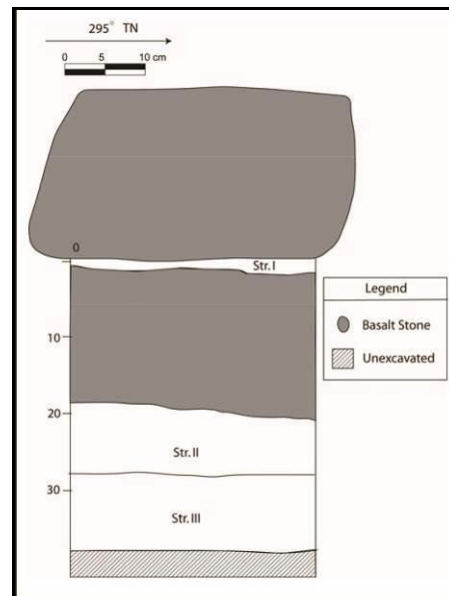 295° TN
0 5 10 cm
0
Str. I
10
20
Str. II
30
Str. III
Legend
Basalt Stone
Unexcavated